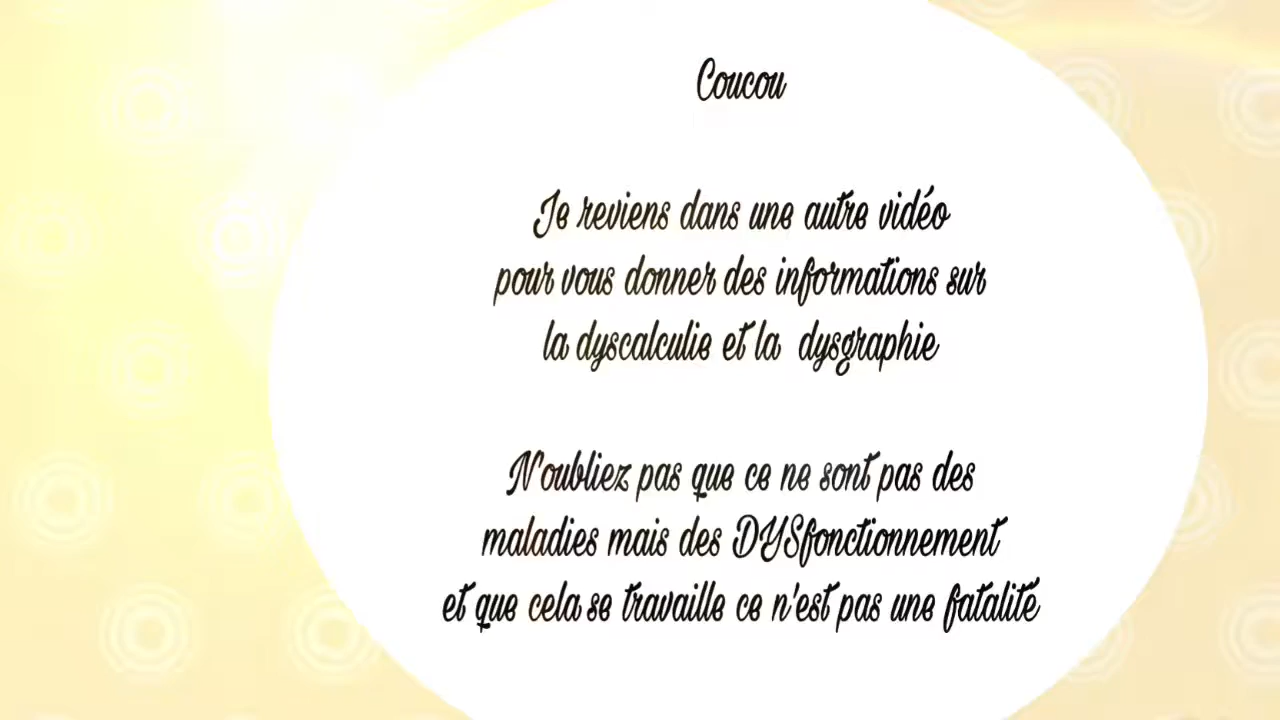 Coucou
Je reviens dans une autre vidéo
pour vous donner des informations sur
la dyscalculie et la dysgraphie
N'oubliez pas que ce ne sont pas des
maladies mais des DYSfonctionnement
et que cela se travaille ce n'est pas une fatalité